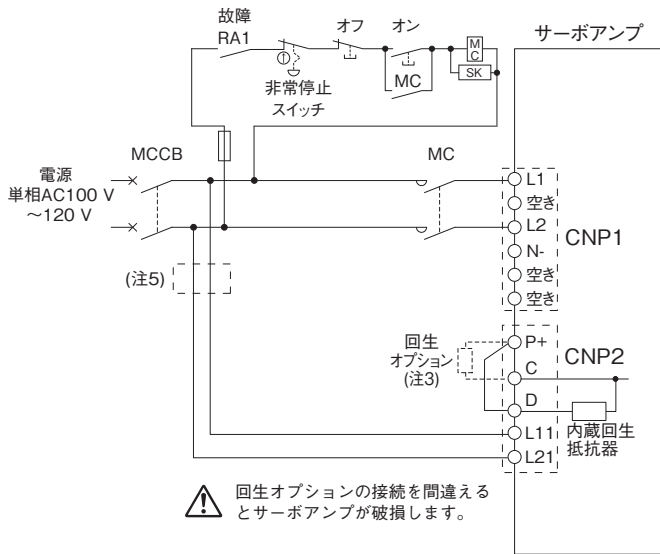 故障
RA1
オフ
オン
MC
SK
MC
非常停止
スイッチ
サーボアンプ
MCCB
MC
電源
単相AC100 V
～120 V
(注5)
L1
空き
L2
N-
空き
空き
CNP1
回生
オプション
(注3)
P+
C
D
L11
L21
CNP2
内蔵回生
抵抗器
回生オプションの接続を間違える
とサーボアンプが破損します。